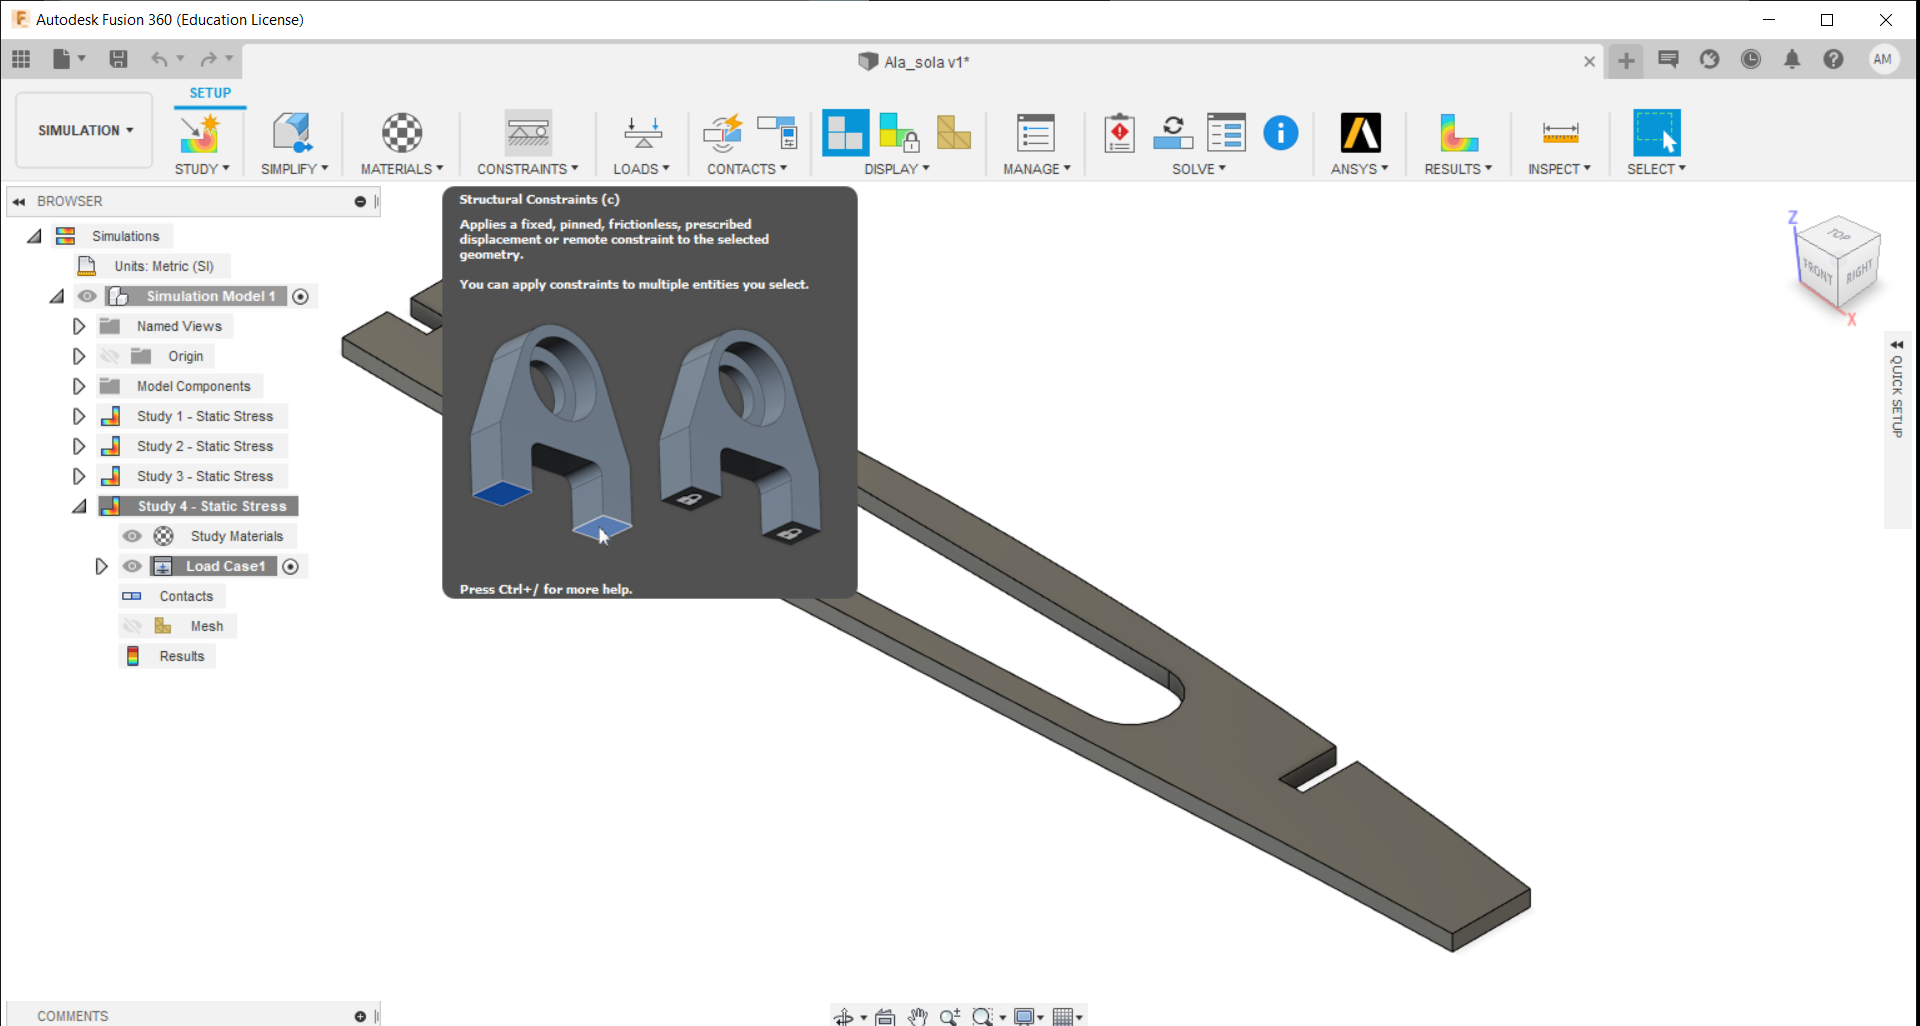 Autodesk Fusion 360 (Education License)
Ala_sola v1*
AM
SETUP
SIMULATION
STUDY
SIMPLIFY
MATERIALS
CONSTRAINTS
LOADS
CONTACTS
DISPLAY
MANAGE
SOLVE
ANSYS
RESULTS
INSPECT
SELECT
BROWSER
Simulations
Units: Metric (SI)
Simulation Model 1
Named Views
Origin
Model Components
Study 1 - Static Stress
Study 2 - Static Stress
Study 3 - Static Stress
Study 4 - Static Stress
Study Materials
Load Case1
Contacts
Mesh
Results
Structural Constraints (c)
Applies a fixed, pinned, frictionless, prescribed
displacement or remote constraint to the selected
geometry.
You can apply constraints to multiple entities you select.
Press Ctrl+/ for more help.
Z
TOP
FRONT
RIGHT
X
QUICK SETUP
COMMENTS